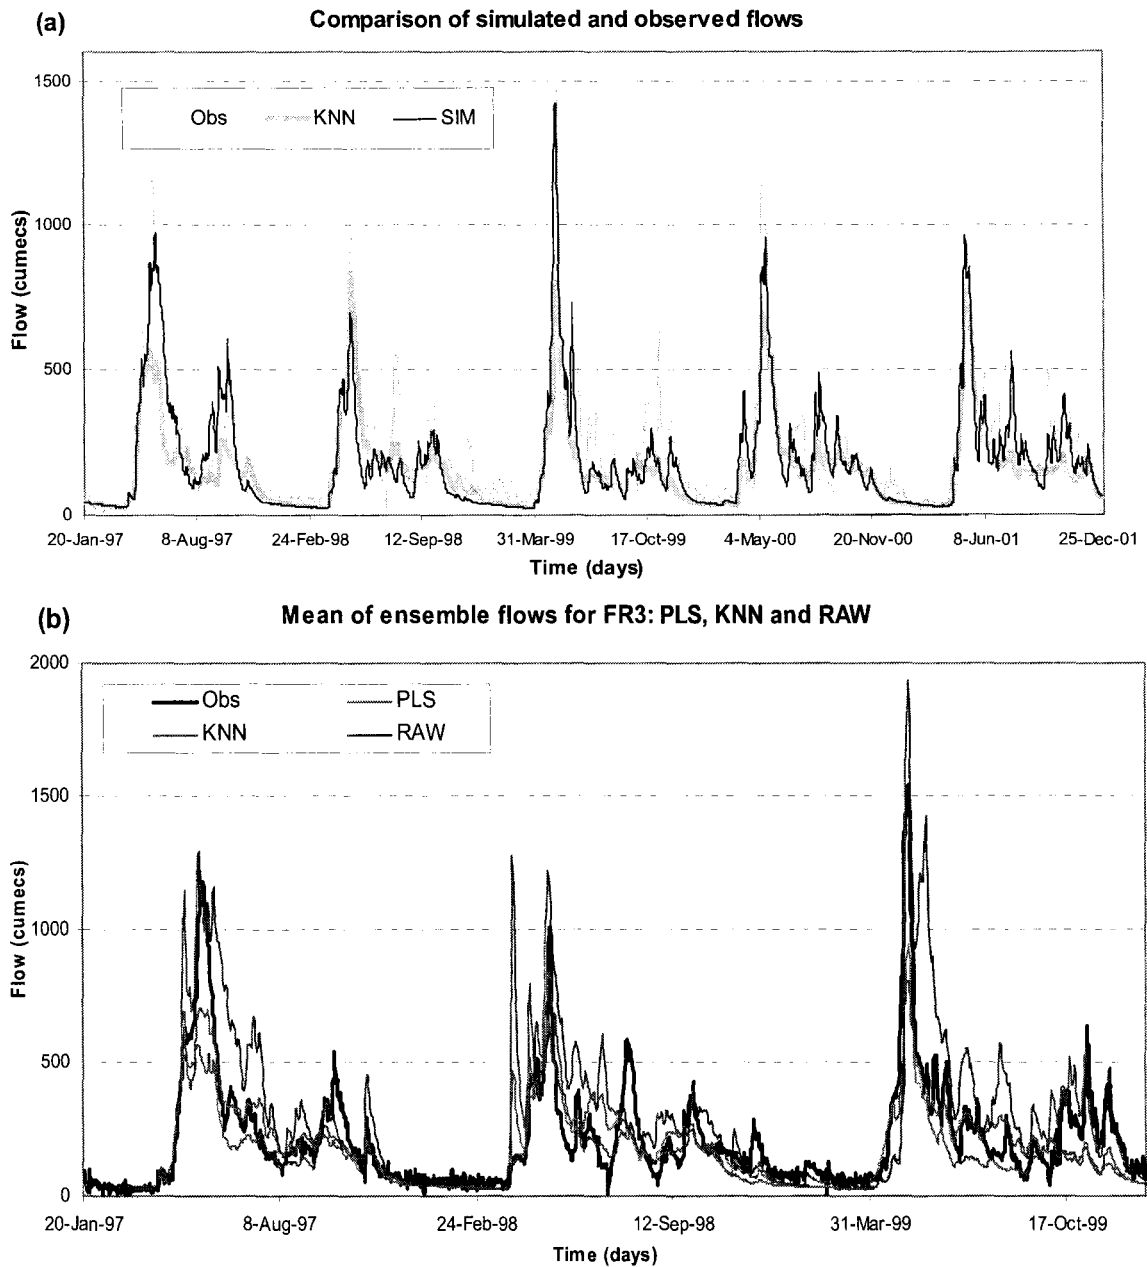 (a)
Comparison of simulated and observed flows
1500
1000
500
0
Flow (cumecs)
Obs KNN SIM
20-Jan-97 8-Aug-97 24-Feb-98 12-Sep-98 31-Mar-99 17-Oct-99 4-May-00 20-Nov-00 8-Jun-01 25-Dec-01
Time (days)
(b)
Mean of ensemble flows for FR3: PLS, KNN and RAW
2000
1500
1000
500
0
Flow (cumecs)
Obs PLS
KNN RAW
20-Jan-97 8-Aug-97 24-Feb-98 12-Sep-98 31-Mar-99 17-Oct-99
Time (days)